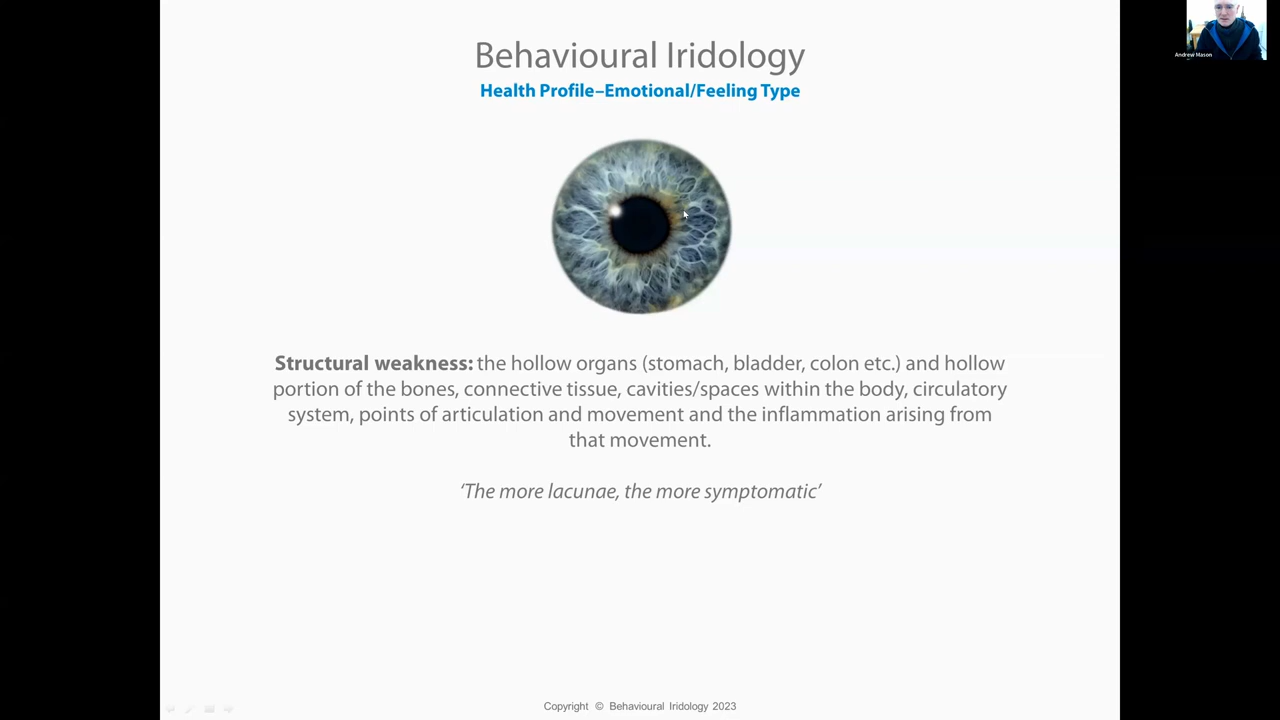 Behavioural Iridology
Health Profile–Emotional/Feeling Type
Andrew Mason
Structural weakness: the hollow organs (stomach, bladder, colon etc.) and hollow
portion of the bones, connective tissue, cavities/spaces within the body, circulatory
system, points of articulation and movement and the inflammation arising from
that movement.
‘The more lacunae, the more symptomatic’
Copyright © Behavioural Iridology 2023